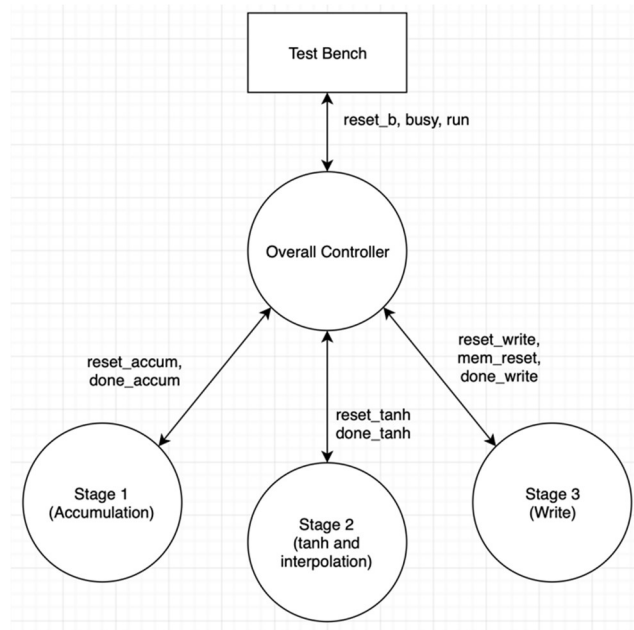 Test Bench
reset_b, busy, run
Overall Controller
reset_accum,
done_accum
reset_write,
mem_reset,
done_write
reset_tanh
done_tanh
Stage 1
(Accumulation)
Stage 2
(tanh and
interpolation)
Stage 3
(Write)